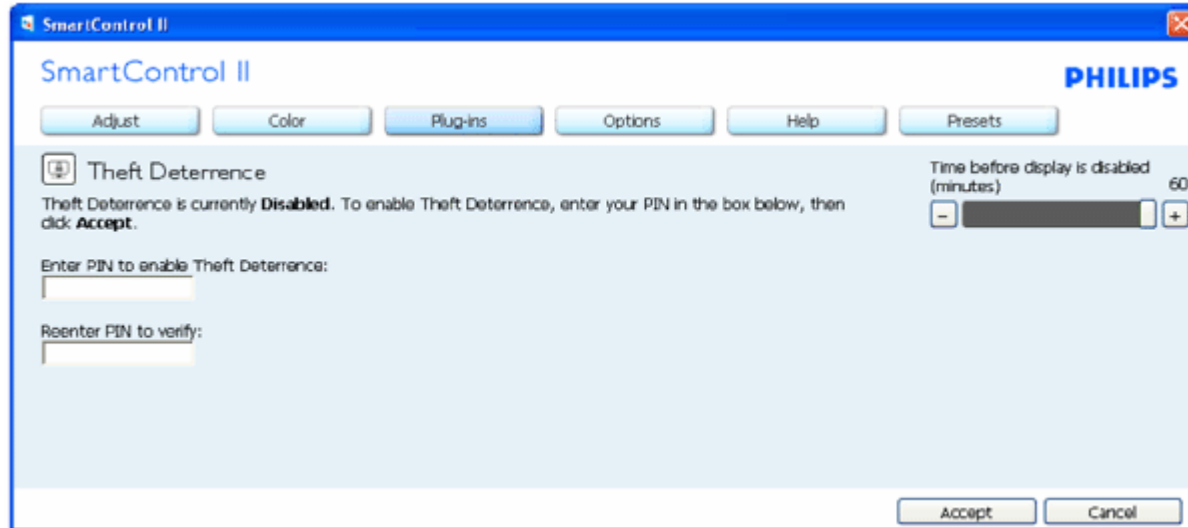 SmartControl II
SmartControl II
PHILIPS
Adjust Color Plug-ins Options Help Presets
Theft Deterrence
Theft Deterrence is currently Disabled. To enable Theft Deterrence, enter your PIN in the box below, then
click Accept.
Time before display is disabled
(minutes) 60
- +
Enter PIN to enable Theft Deterrence:
Reenter PIN to verify:
Accept Cancel